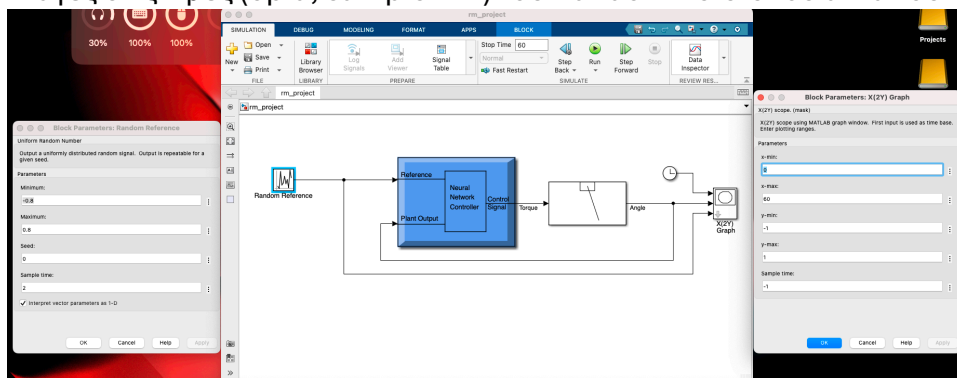 rm_project
SIMULATION DEBUG MODELING FORMAT APPS BLOCK
New
Open
Save
Print
FILE
Library Browser
LIBRARY
Log Signals
Add Viewer
Signal Table
PREPARE
Stop Time 60
Normal
Fast Restart
Step Back
Run
Step Forward
Stop
SIMULATE
Data Inspector
REVIEW RES...
rm_project
rm_project
30% 100% 100%
Projects
Block Parameters: Random Reference
Uniform Random Number
Output a uniformly distributed random signal. Output is repeatable for a
given seed.
Parameters
Minimum:
-0.8
Maximum:
0.8
Seed:
0
Sample time:
2
Interpret vector parameters as 1-D
OK Cancel Help Apply
Random Reference
Reference
Plant Output
Neural
Network
Controller
Control
Signal
Torque
Angle
X(2Y)
Graph
Block Parameters: X(2Y) Graph
X(2Y) scope. (mask)
X(2Y) scope using MATLAB graph window. First input is used as time base.
Enter plotting ranges.
Parameters
x-min:
0
x-max:
60
y-min:
-1
y-max:
1
Sample time:
-1
OK Cancel Help Apply